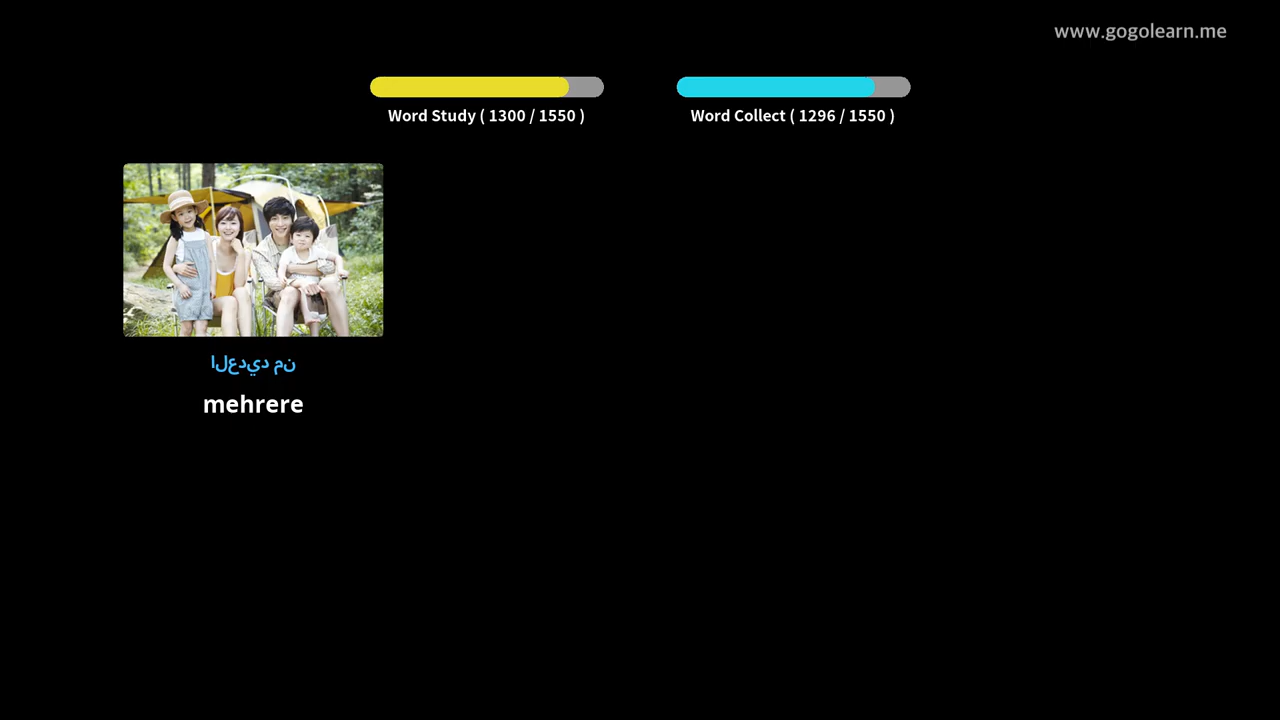 www.gogolearn.me
Word Study ( 1300 / 1550 )
Word Collect ( 1296 / 1550 )
العديد من
mehrere